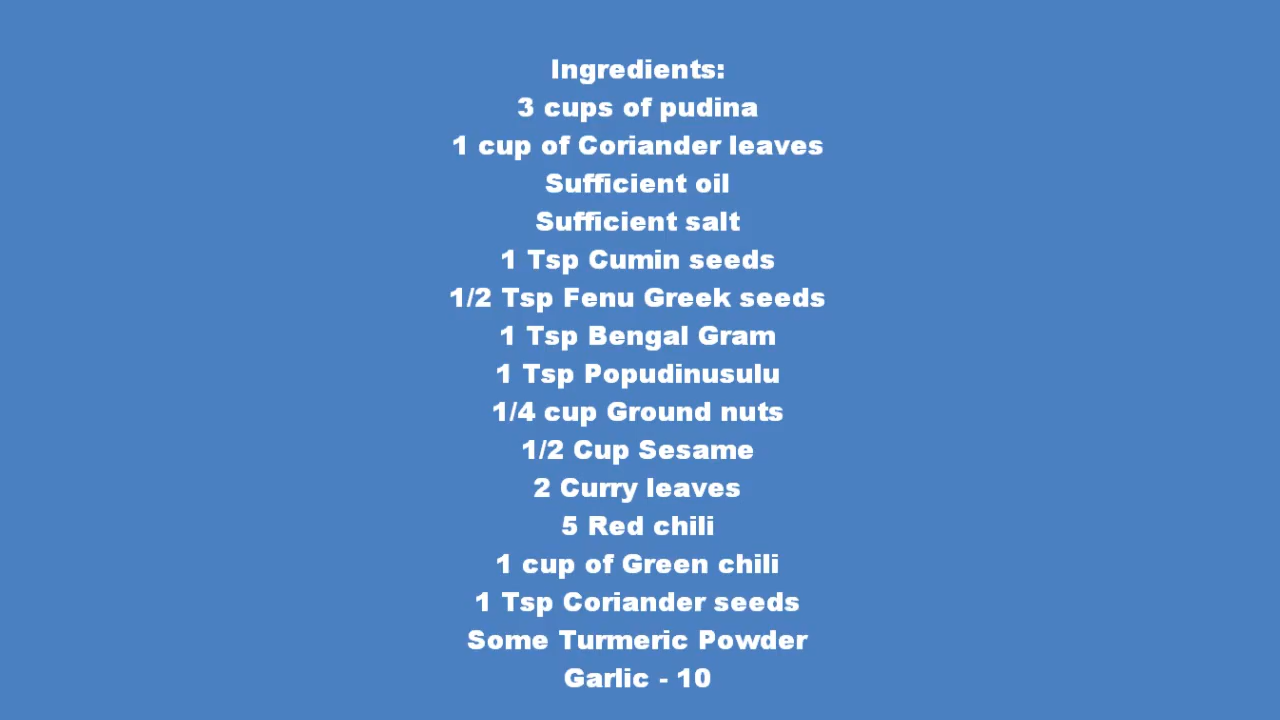 Ingredients:
3 cups of pudina
1 cup of Coriander leaves
Sufficient oil
Sufficient salt
1 Tsp Cumin seeds
1/2 Tsp Fenu Greek seeds
1 Tsp Bengal Gram
1 Tsp Popudinusulu
1/4 cup Ground nuts
1/2 Cup Sesame
2 Curry leaves
5 Red chili
1 cup of Green chili
1 Tsp Coriander seeds
Some Turmeric Powder
Garlic - 10